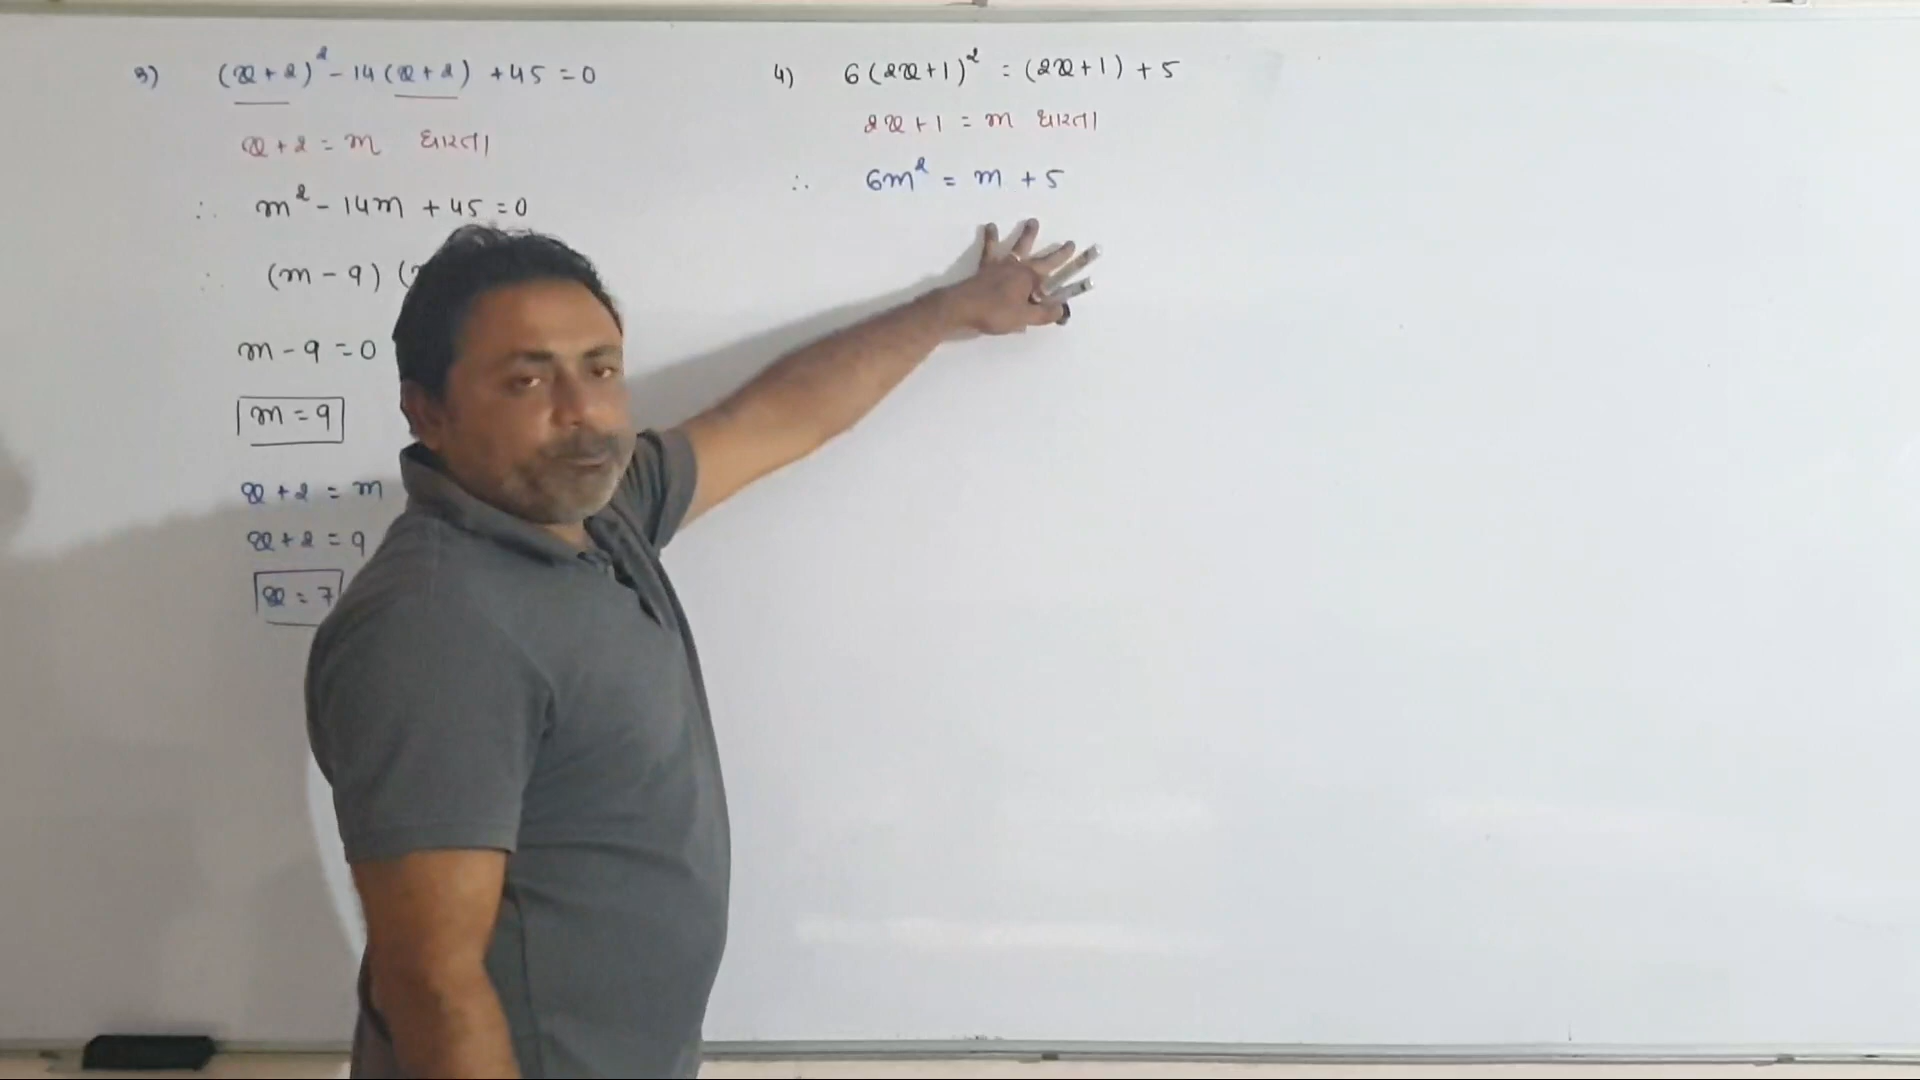 3) (x+2)² - 14(x+2) + 45 = 0
x + 2 = m ધારતા
∴ m² - 14m + 45 = 0
∴ (m - 9) (
m - 9 = 0
m = 9
x + 2 = m
x + 2 = 9
x = 7
4) 6(2x+1)² = (2x+1) + 5
2x + 1 = m ધારતા
∴ 6m² = m + 5